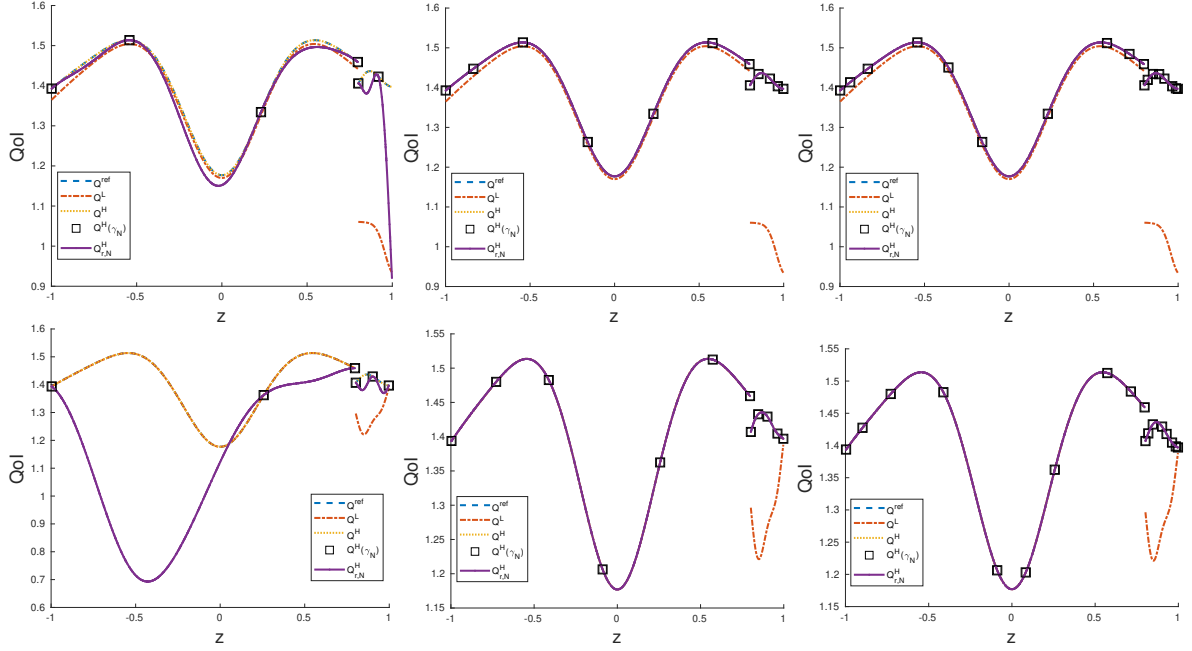 1.6
1.5
1.4
1.3
1.2
1.1
1
0.9
QoI
Q^ref
Q^L
Q^H
Q^H(γ_N)
Q^H_r,N
-1 -0.5 0 0.5 1
z
1.6
1.5
1.4
1.3
1.2
1.1
1
0.9
QoI
Q^ref
Q^L
Q^H
Q^H(γ_N)
Q^H_r,N
-1 -0.5 0 0.5 1
z
1.6
1.5
1.4
1.3
1.2
1.1
1
0.9
QoI
Q^ref
Q^L
Q^H
Q^H(γ_N)
Q^H_r,N
-1 -0.5 0 0.5 1
z
1.6
1.5
1.4
1.3
1.2
1.1
1
0.9
0.8
0.7
0.6
QoI
Q^ref
Q^L
Q^H
Q^H(γ_N)
Q^H_r,N
-1 -0.5 0 0.5 1
z
1.55
1.5
1.45
1.4
1.35
1.3
1.25
1.2
1.15
QoI
Q^ref
Q^L
Q^H
Q^H(γ_N)
Q^H_r,N
-1 -0.5 0 0.5 1
z
1.55
1.5
1.45
1.4
1.35
1.3
1.25
1.2
1.15
QoI
Q^ref
Q^L
Q^H
Q^H(γ_N)
Q^H_r,N
-1 -0.5 0 0.5 1
z